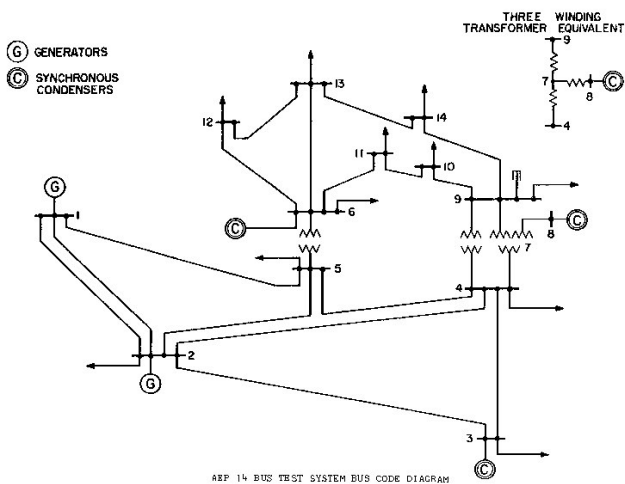 THREE WINDING
TRANSFORMER EQUIVALENT
9
7
8
C
4
G GENERATORS
C SYNCHRONOUS
CONDENSERS
13
14
12
11
10
G
1
C
6
9
8
C
7
5
4
2
G
3
C
AEP 14 BUS TEST SYSTEM BUS CODE DIAGRAM